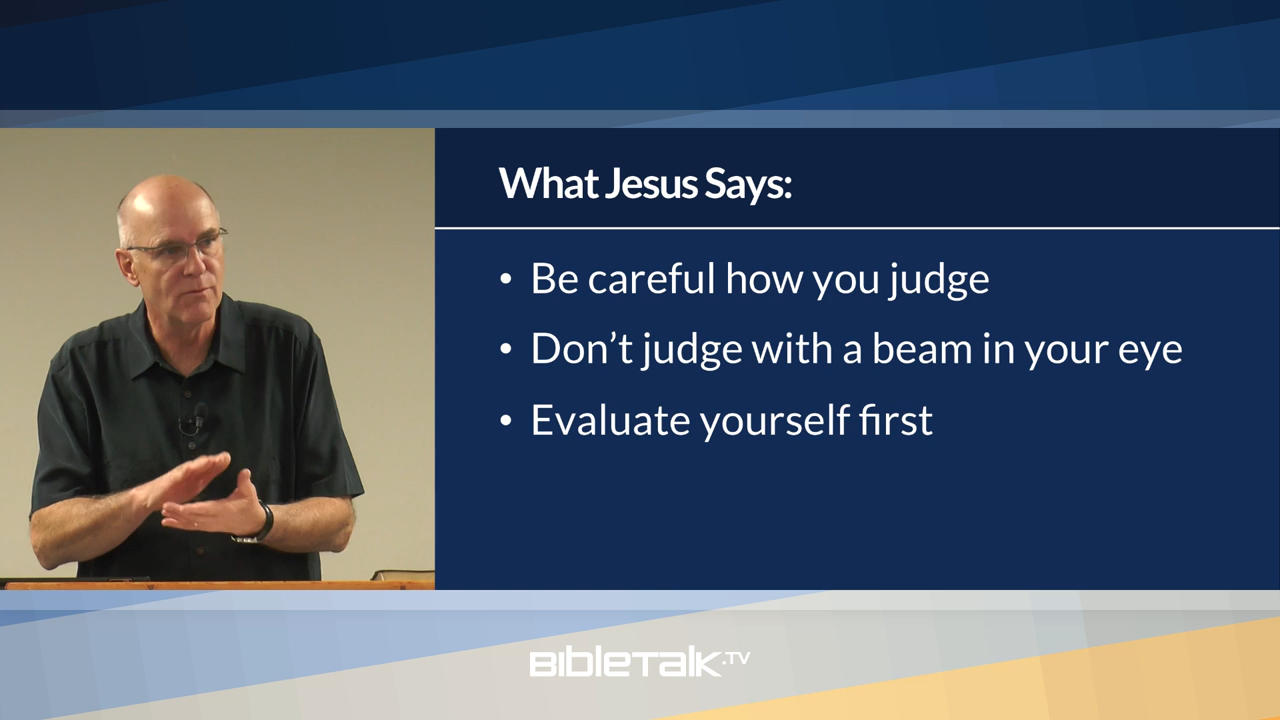 What Jesus Says:
• Be careful how you judge
• Don’t judge with a beam in your eye
• Evaluate yourself first
BIBLETALK.TV